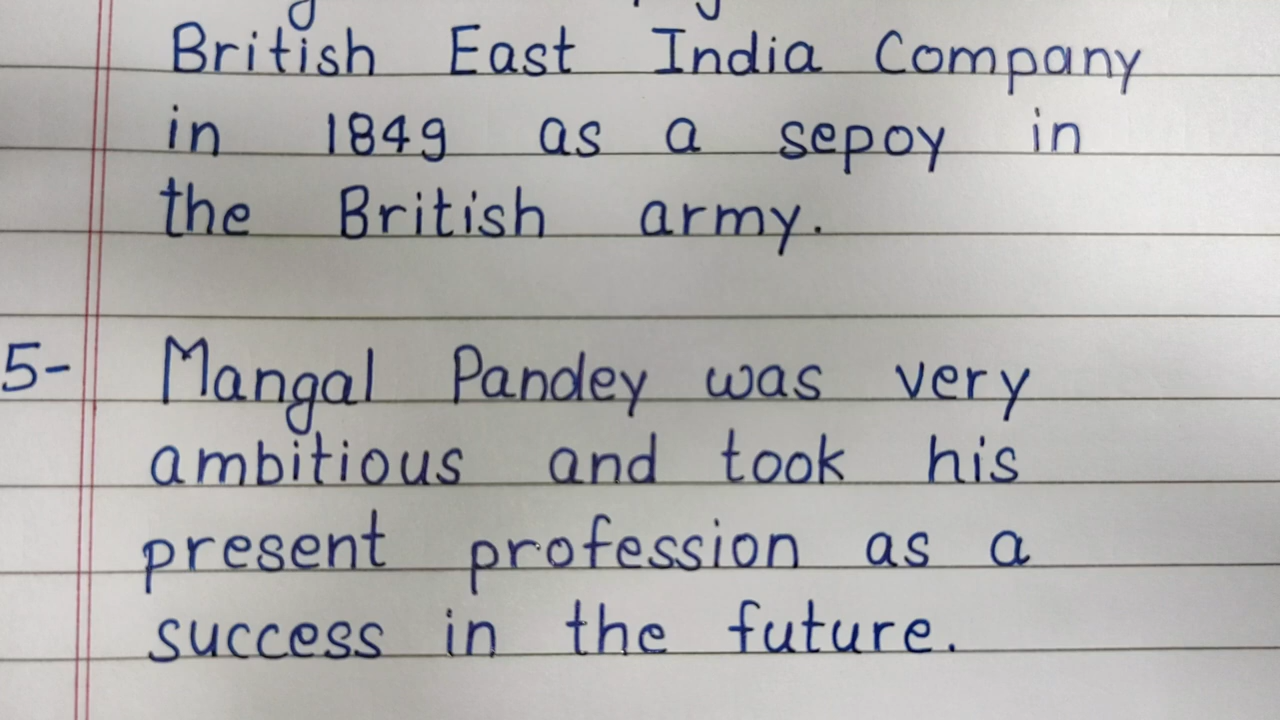 British East India Company
in 1849 as a sepoy in
the British army.
5- Mangal Pandey was very
ambitious and took his
present profession as a
success in the future.